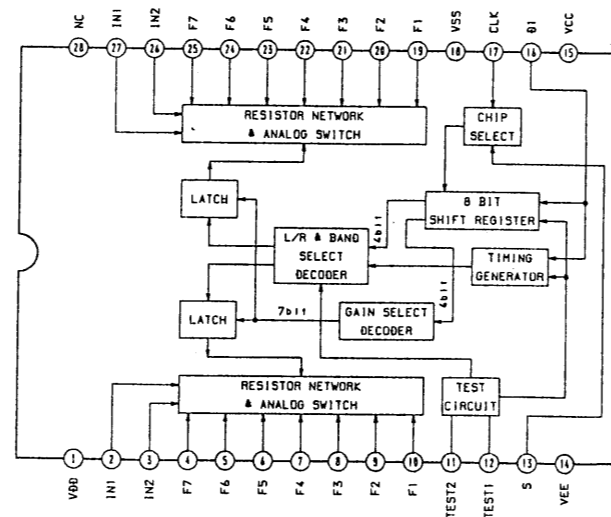 NC IN1 IN2 F7 F6 F5 F4 F3 F2 F1 VSS CLK DI VCC
28 27 26 25 24 23 22 21 20 19 18 17 16 15
RESISTOR NETWORK
& ANALOG SWITCH
CHIP
SELECT
LATCH
8 BIT
SHIFT REGISTER
4bit
L/R & BAND
SELECT
DECODER
TIMING
GENERATOR
4bit
7bit
LATCH
GAIN SELECT
DECODER
RESISTOR NETWORK
& ANALOG SWITCH
TEST
CIRCUIT
1 2 3 4 5 6 7 8 9 10 11 12 13 14
VDD IN1 IN2 F7 F6 F5 F4 F3 F2 F1 TEST2 TEST1 S VEE